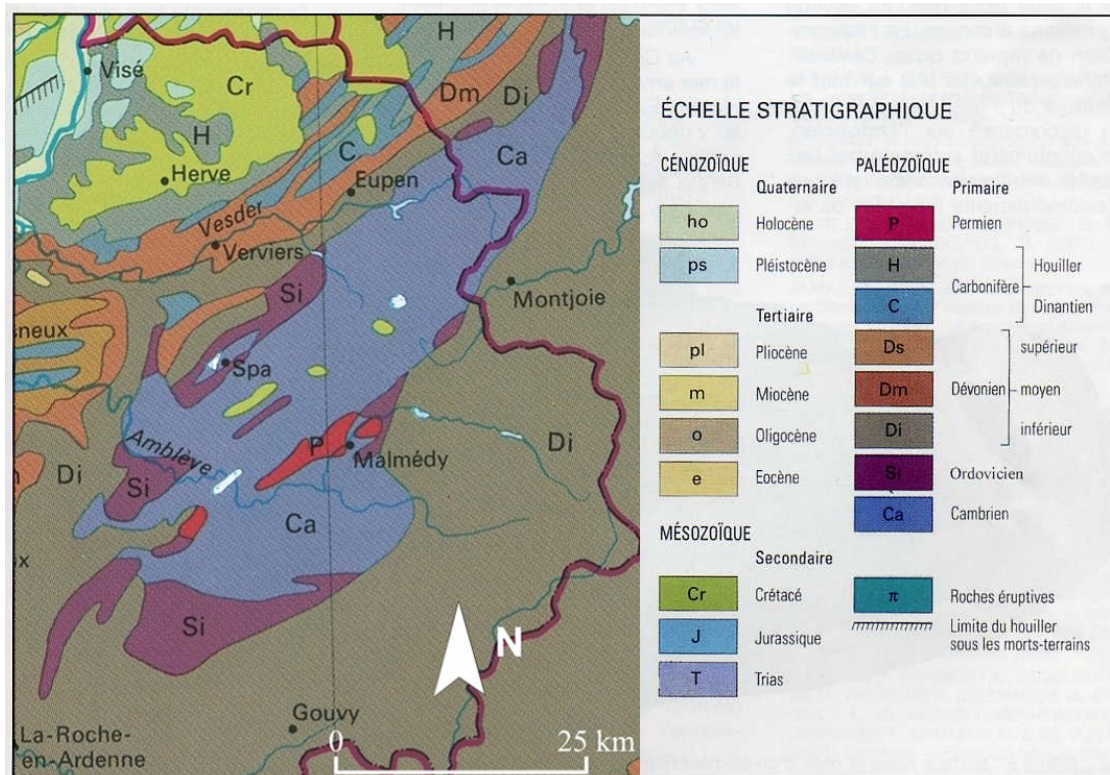 Visé
Cr
H
Dm
Di
H
C
Ca
Herve
Eupen
Vesder
Verviers
Si
Montjoie
sneux
Spa
Amblève
P
Malmédy
Di
Di
Si
Ca
Si
N
Gouvy
0
25 km
La-Roche-
en-Ardenne
ÉCHELLE STRATIGRAPHIQUE
CÉNOZOÏQUE
Quaternaire
ho Holocène
ps Pléistocène
Tertiaire
pl Pliocène
m Miocène
o Oligocène
e Eocène
MÉSOZOÏQUE
Secondaire
Cr Crétacé
J Jurassique
T Trias
PALÉOZOÏQUE
Primaire
P Permien
H Houiller
Carbonifère
C Dinantien
Ds supérieur
Dm Dévonien moyen
Di inférieur
Si Ordovicien
Ca Cambrien
π Roches éruptives
Limite du houiller
sous les morts-terrains